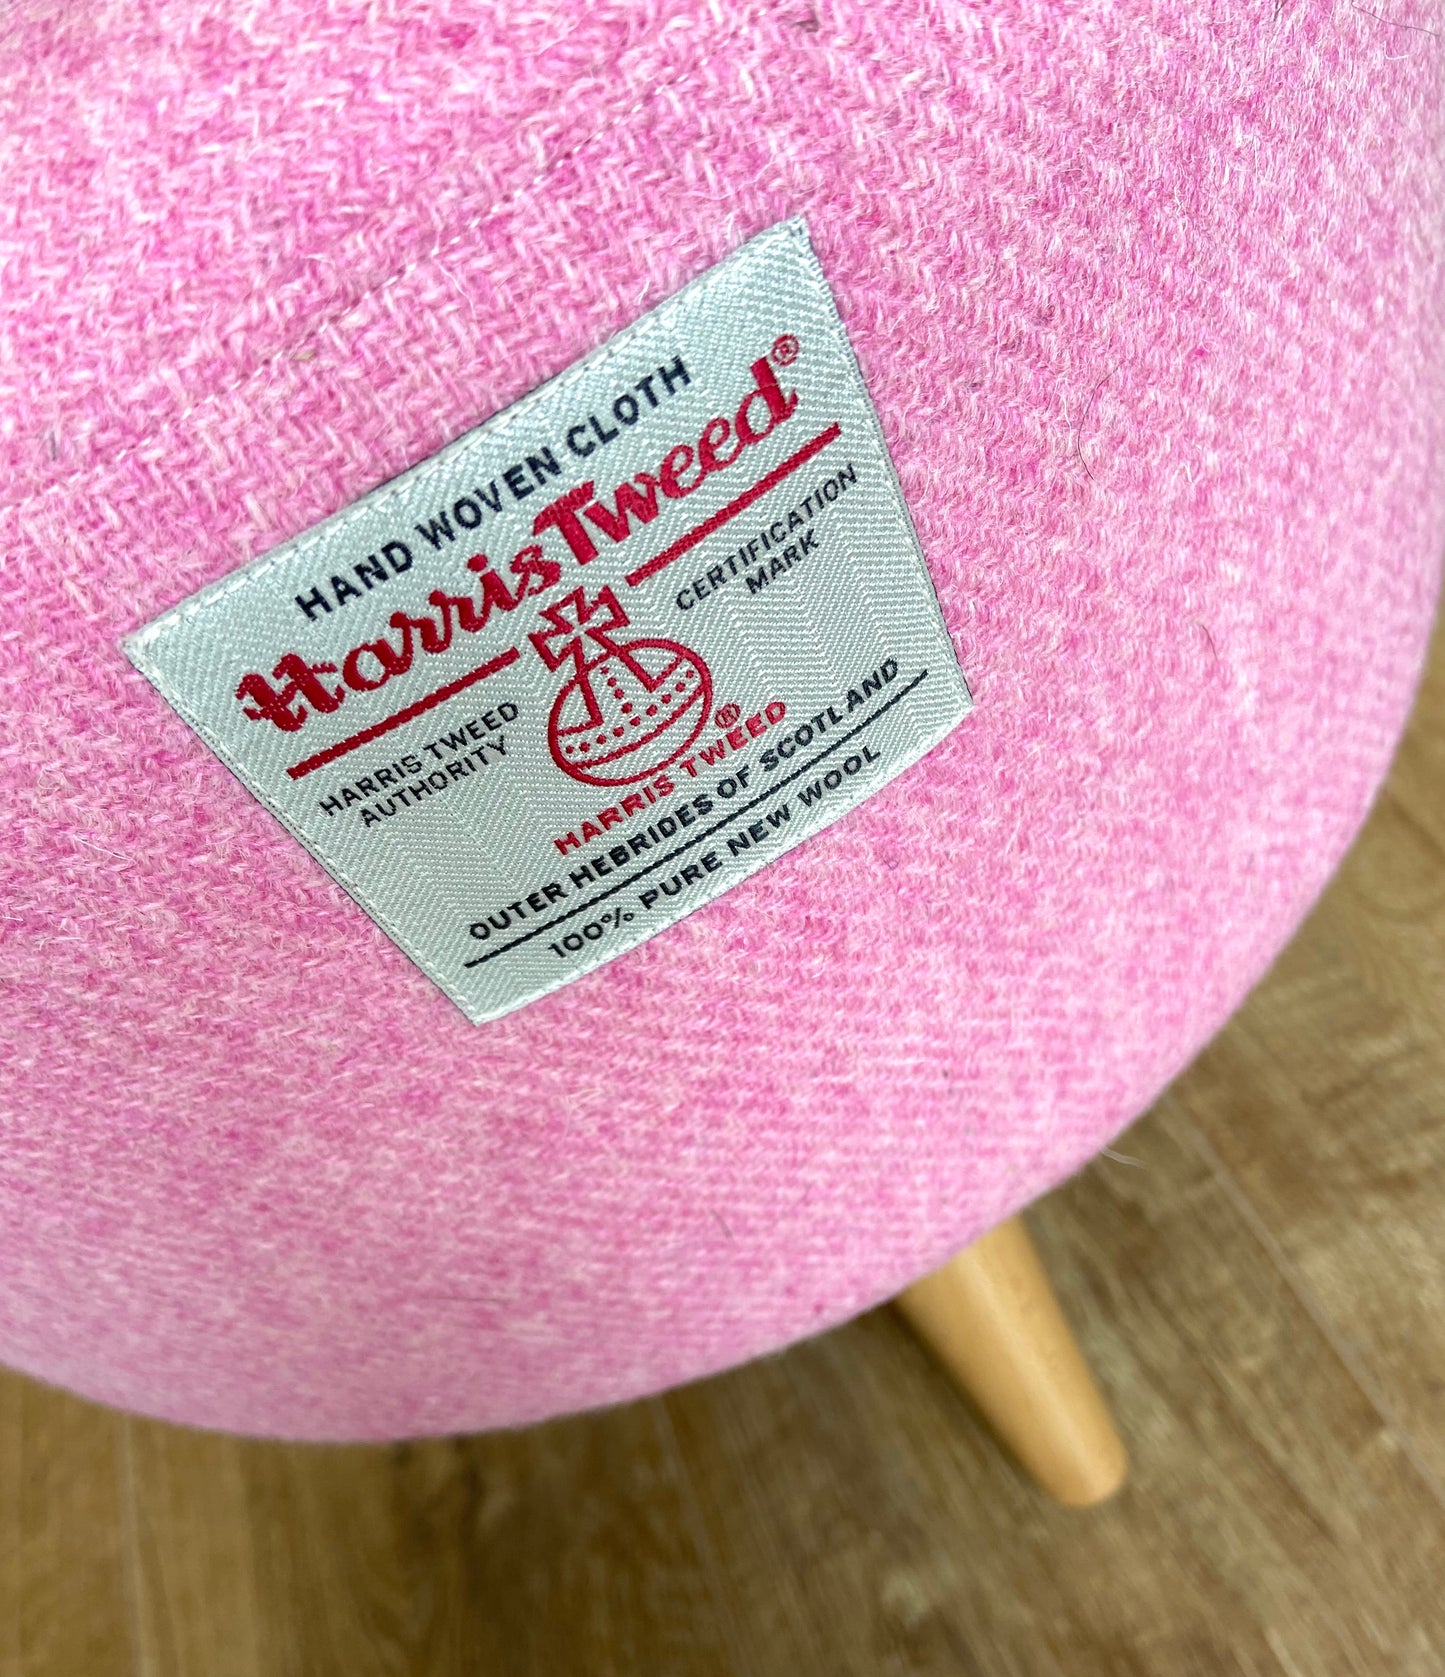 HAND WOVEN CLOTH
Harris Tweed®
HARRIS TWEED
AUTHORITY
CERTIFICATION
MARK
®
HARRIS TWEED
OUTER HEBRIDES OF SCOTLAND
100% PURE NEW WOOL